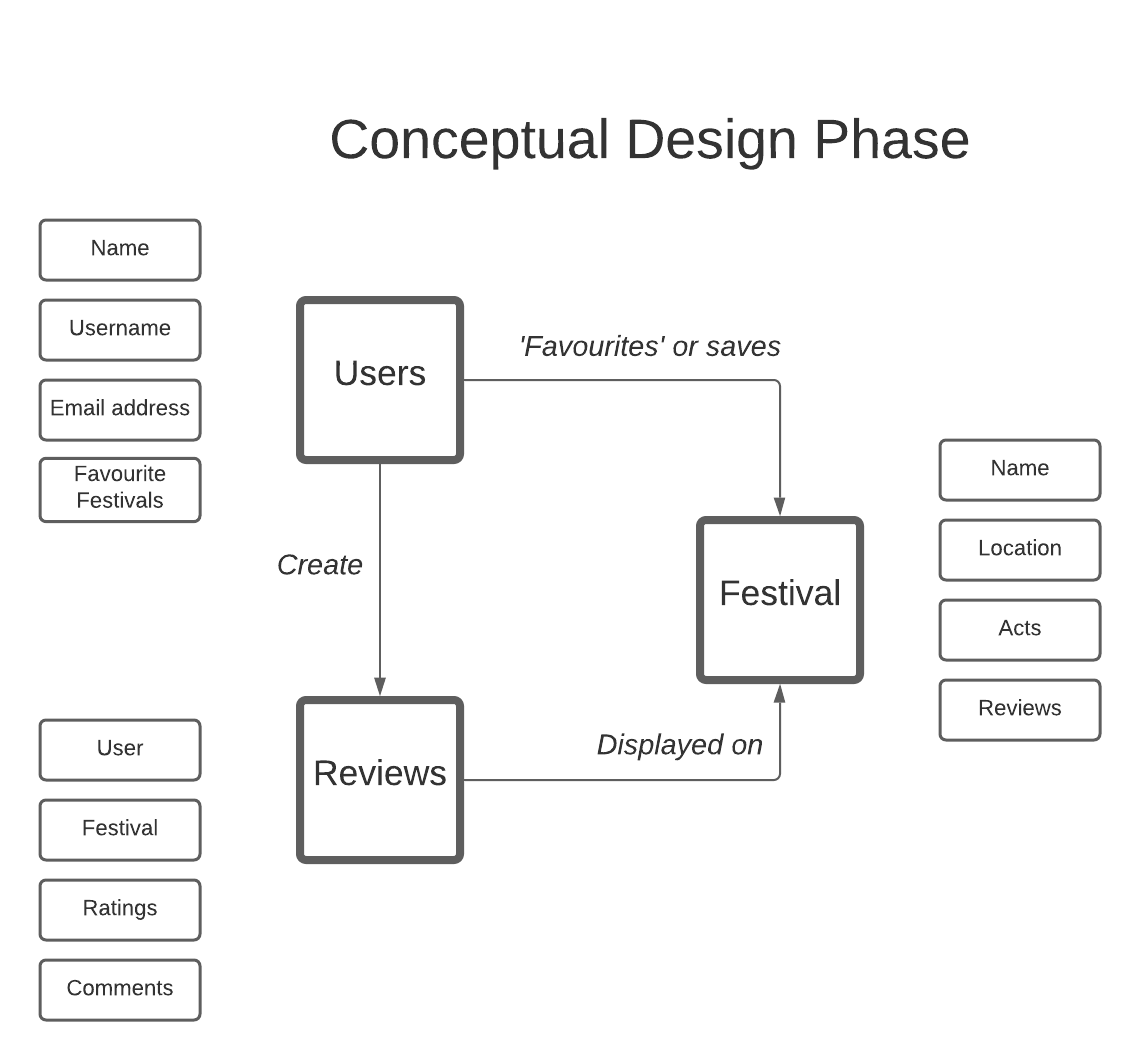 Conceptual Design Phase
Name
Username
Email address
Favourite
Festivals
Users
'Favourites' or saves
Create
Festival
Name
Location
Acts
Reviews
Reviews
Displayed on
User
Festival
Ratings
Comments